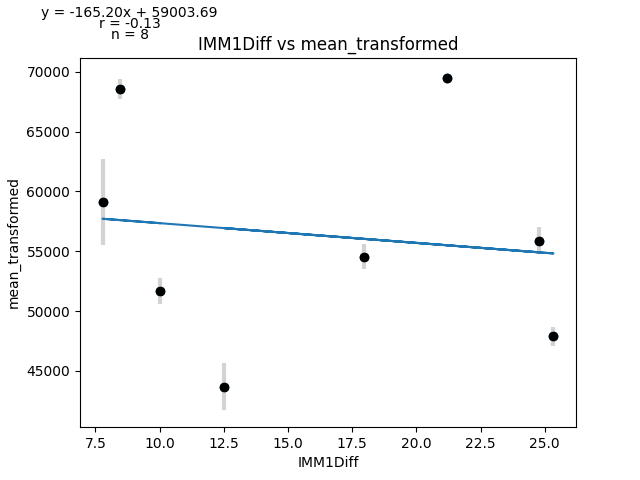 y = -165.20x + 59003.69
r = -0.13
n = 8
IMM1Diff vs mean_transformed
70000
65000
60000
55000
50000
45000
mean_transformed
7.5 10.0 12.5 15.0 17.5 20.0 22.5 25.0
IMM1Diff